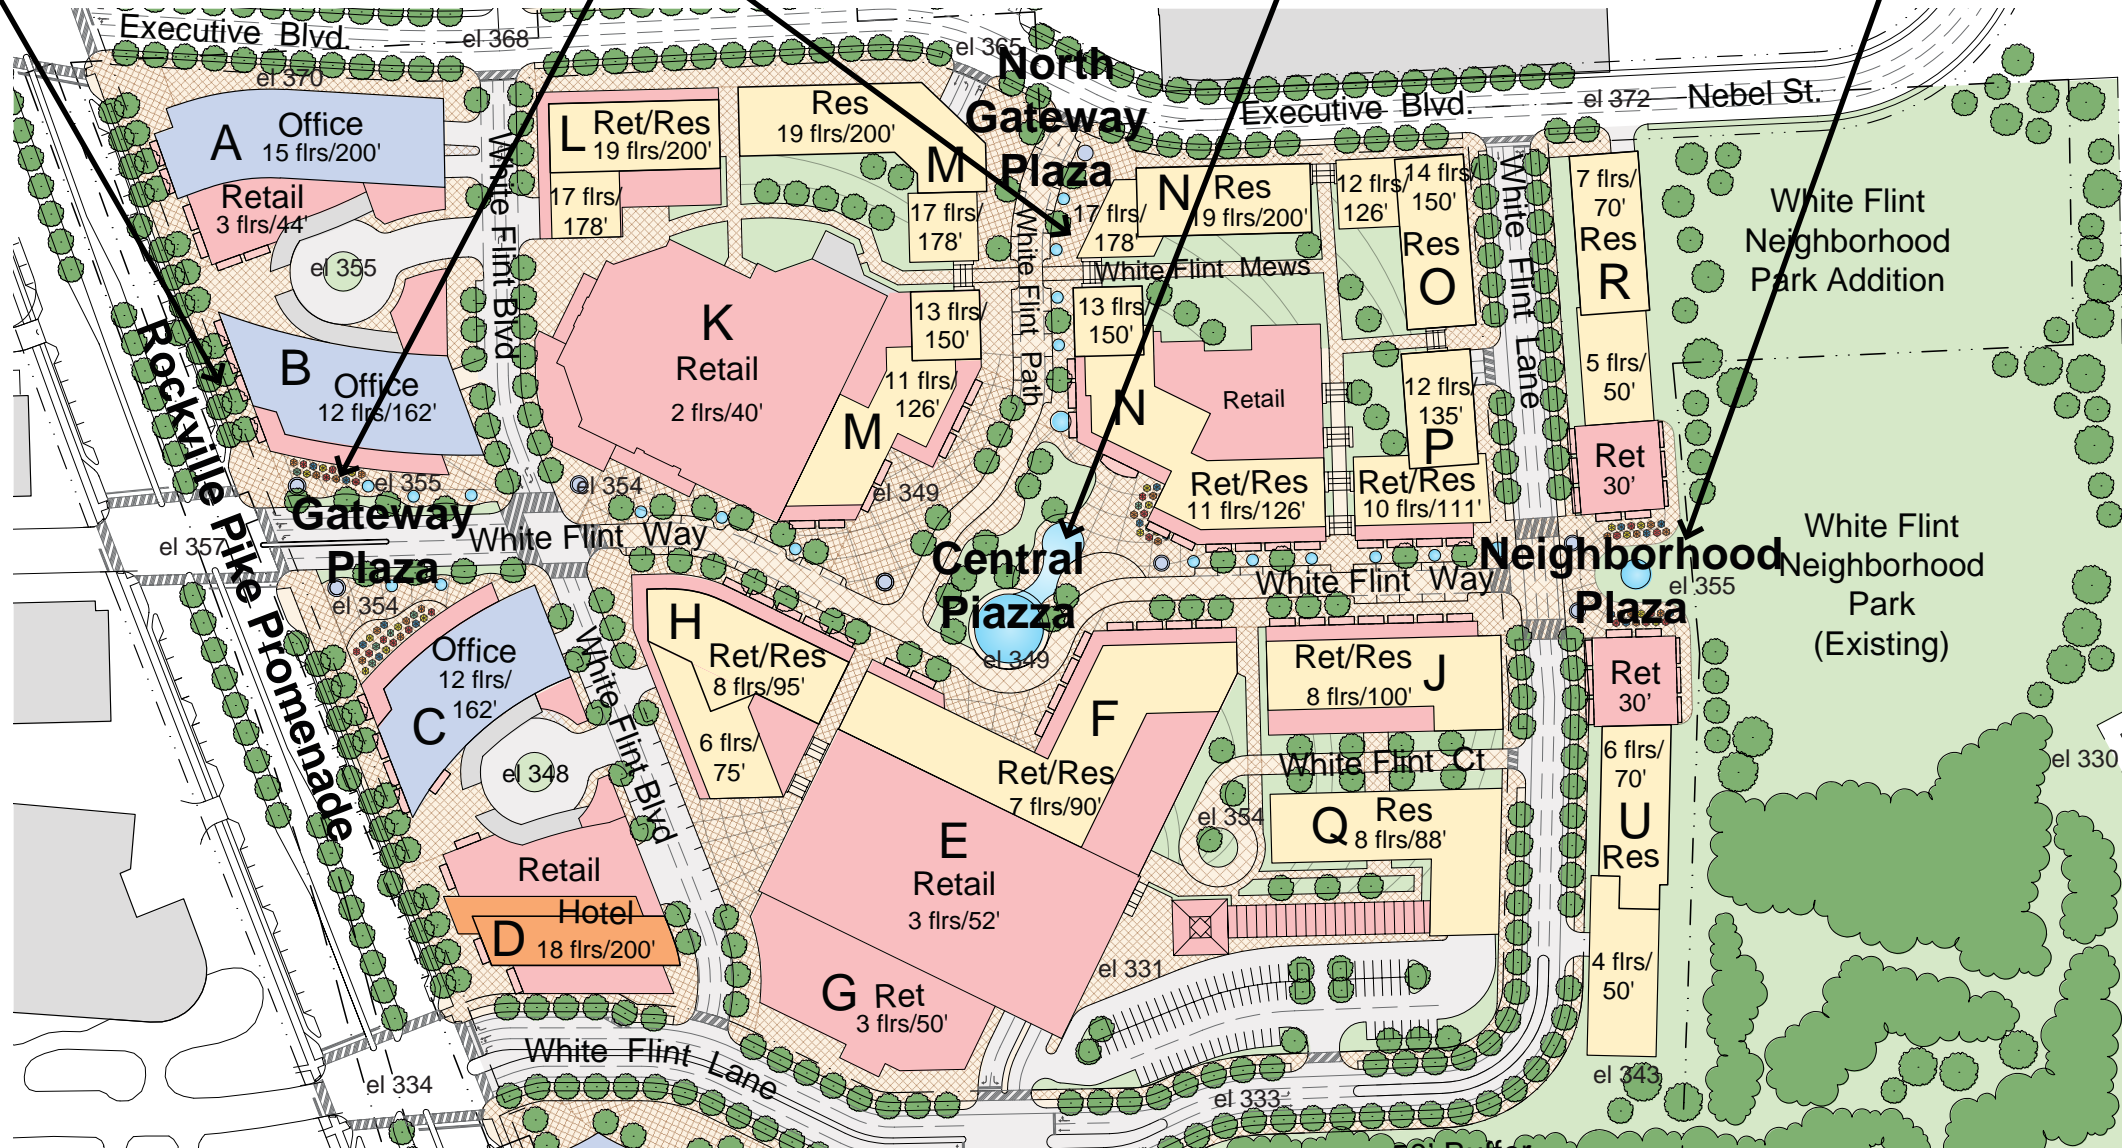 Executive Blvd.
el 368
el 370
el 365
North
Gateway
Plaza
Executive Blvd.
el 372
Nebel St.
A
Office
15 flrs/200'
Retail
3 flrs/44'
el 355
White Flint Blvd
L
Ret/Res
19 flrs/200'
17 flrs/
178'
Res
19 flrs/200'
M
17 flrs/
178'
White Flint Path
17 flrs/
178'
N
Res
19 flrs/200'
12 flrs/
126'
14 flrs/
150'
Res
O
White Flint Lane
7 flrs/
70'
Res
R
White Flint
Neighborhood
Park Addition
White Flint Mews
B
Office
12 flrs/162'
K
Retail
2 flrs/40'
13 flrs/
150'
11 flrs/
126'
M
13 flrs/
150'
N
Retail
12 flrs/
135'
P
5 flrs/
50'
Ret
30'
Rockville Pike Promenade
el 355
Gateway
Plaza
el 357
el 354
el 354
White Flint Way
el 349
Central
Piazza
el 349
Ret/Res
11 flrs/126'
Ret/Res
10 flrs/111'
White Flint Way
Neighborhood
Plaza
el 355
White Flint
Neighborhood
Park
(Existing)
Office
12 flrs/
162'
C
el 348
White Flint Blvd
H
Ret/Res
8 flrs/95'
6 flrs/
75'
F
Ret/Res
7 flrs/90'
Ret/Res
8 flrs/100'
J
White Flint Ct
el 354
Q
Res
8 flrs/88'
Ret
30'
6 flrs/
70'
U
Res
4 flrs/
50'
el 330
E
Retail
3 flrs/52'
Retail
Hotel
D
18 flrs/200'
G
Ret
3 flrs/50'
el 331
White Flint Lane
el 334
el 333
el 343